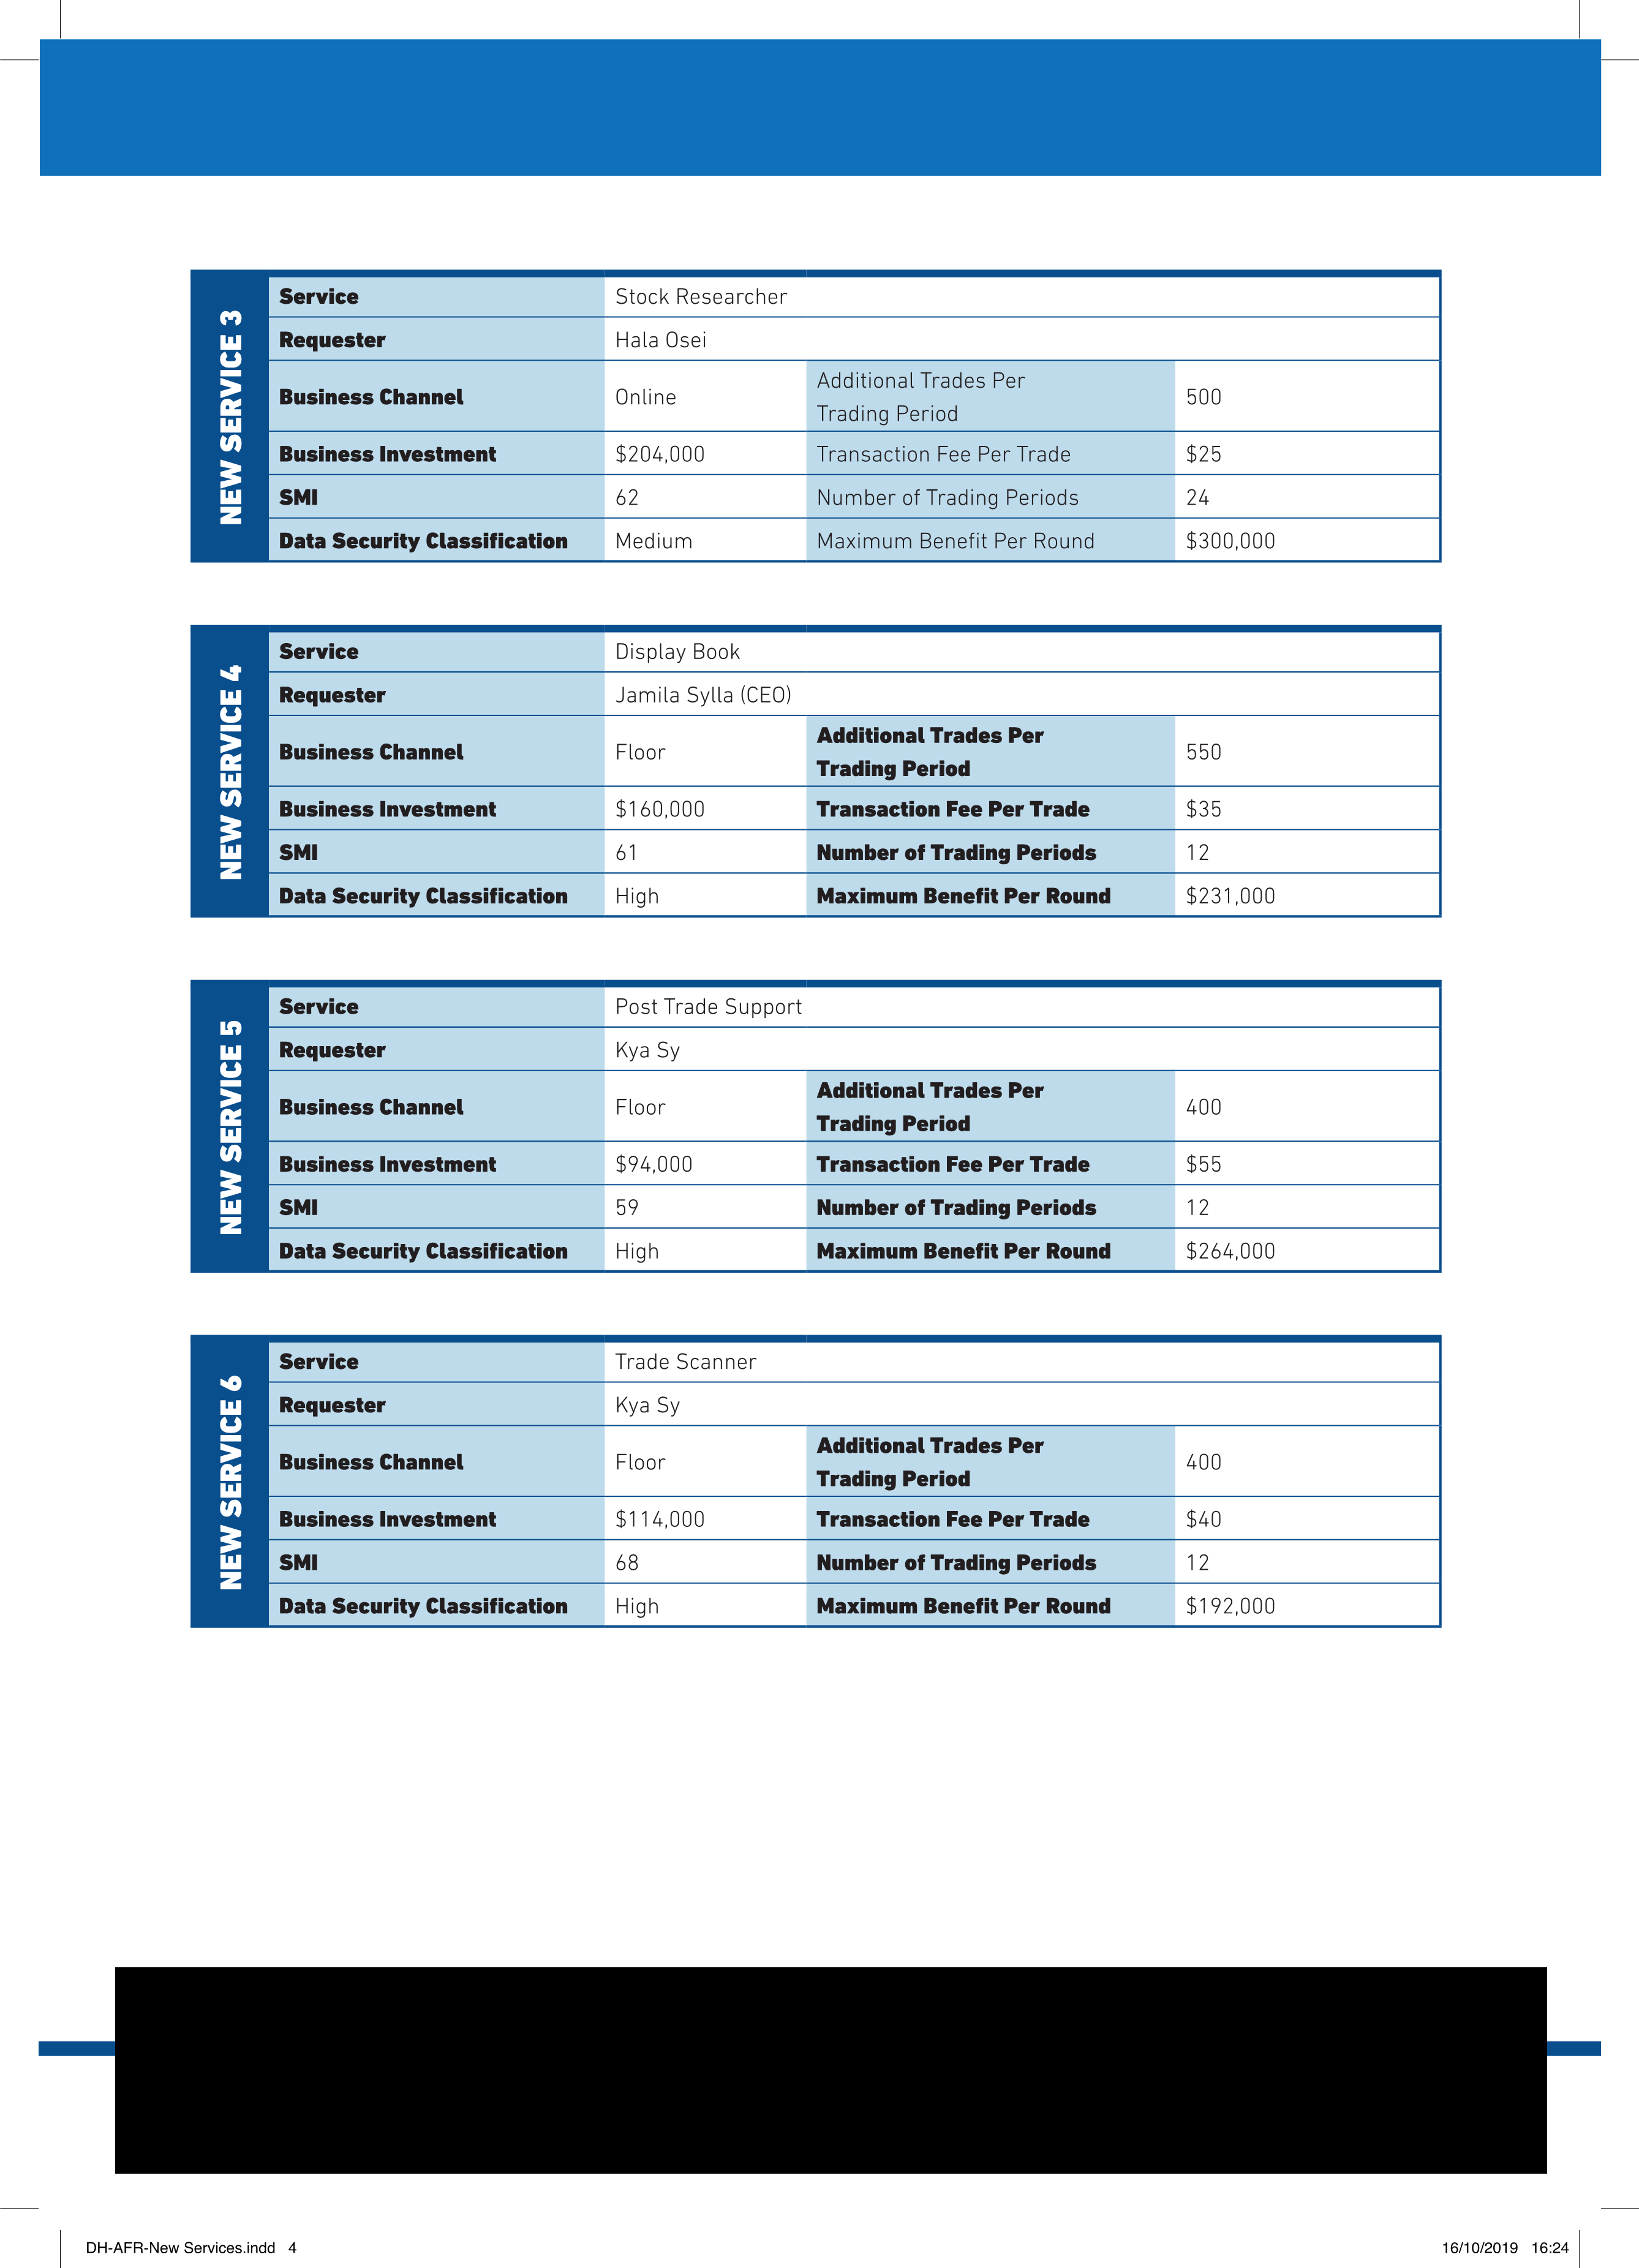 NEW SERVICE 3
Service Stock Researcher
Requester Hala Osei
Business Channel Online Additional Trades Per Trading Period 500
Business Investment $204,000 Transaction Fee Per Trade $25
SMI 62 Number of Trading Periods 24
Data Security Classification Medium Maximum Benefit Per Round $300,000
NEW SERVICE 4
Service Display Book
Requester Jamila Sylla (CEO)
Business Channel Floor Additional Trades Per Trading Period 550
Business Investment $160,000 Transaction Fee Per Trade $35
SMI 61 Number of Trading Periods 12
Data Security Classification High Maximum Benefit Per Round $231,000
NEW SERVICE 5
Service Post Trade Support
Requester Kya Sy
Business Channel Floor Additional Trades Per Trading Period 400
Business Investment $94,000 Transaction Fee Per Trade $55
SMI 59 Number of Trading Periods 12
Data Security Classification High Maximum Benefit Per Round $264,000
NEW SERVICE 6
Service Trade Scanner
Requester Kya Sy
Business Channel Floor Additional Trades Per Trading Period 400
Business Investment $114,000 Transaction Fee Per Trade $40
SMI 68 Number of Trading Periods 12
Data Security Classification High Maximum Benefit Per Round $192,000
DH-AFR-New Services.indd 4 16/10/2019 16:24